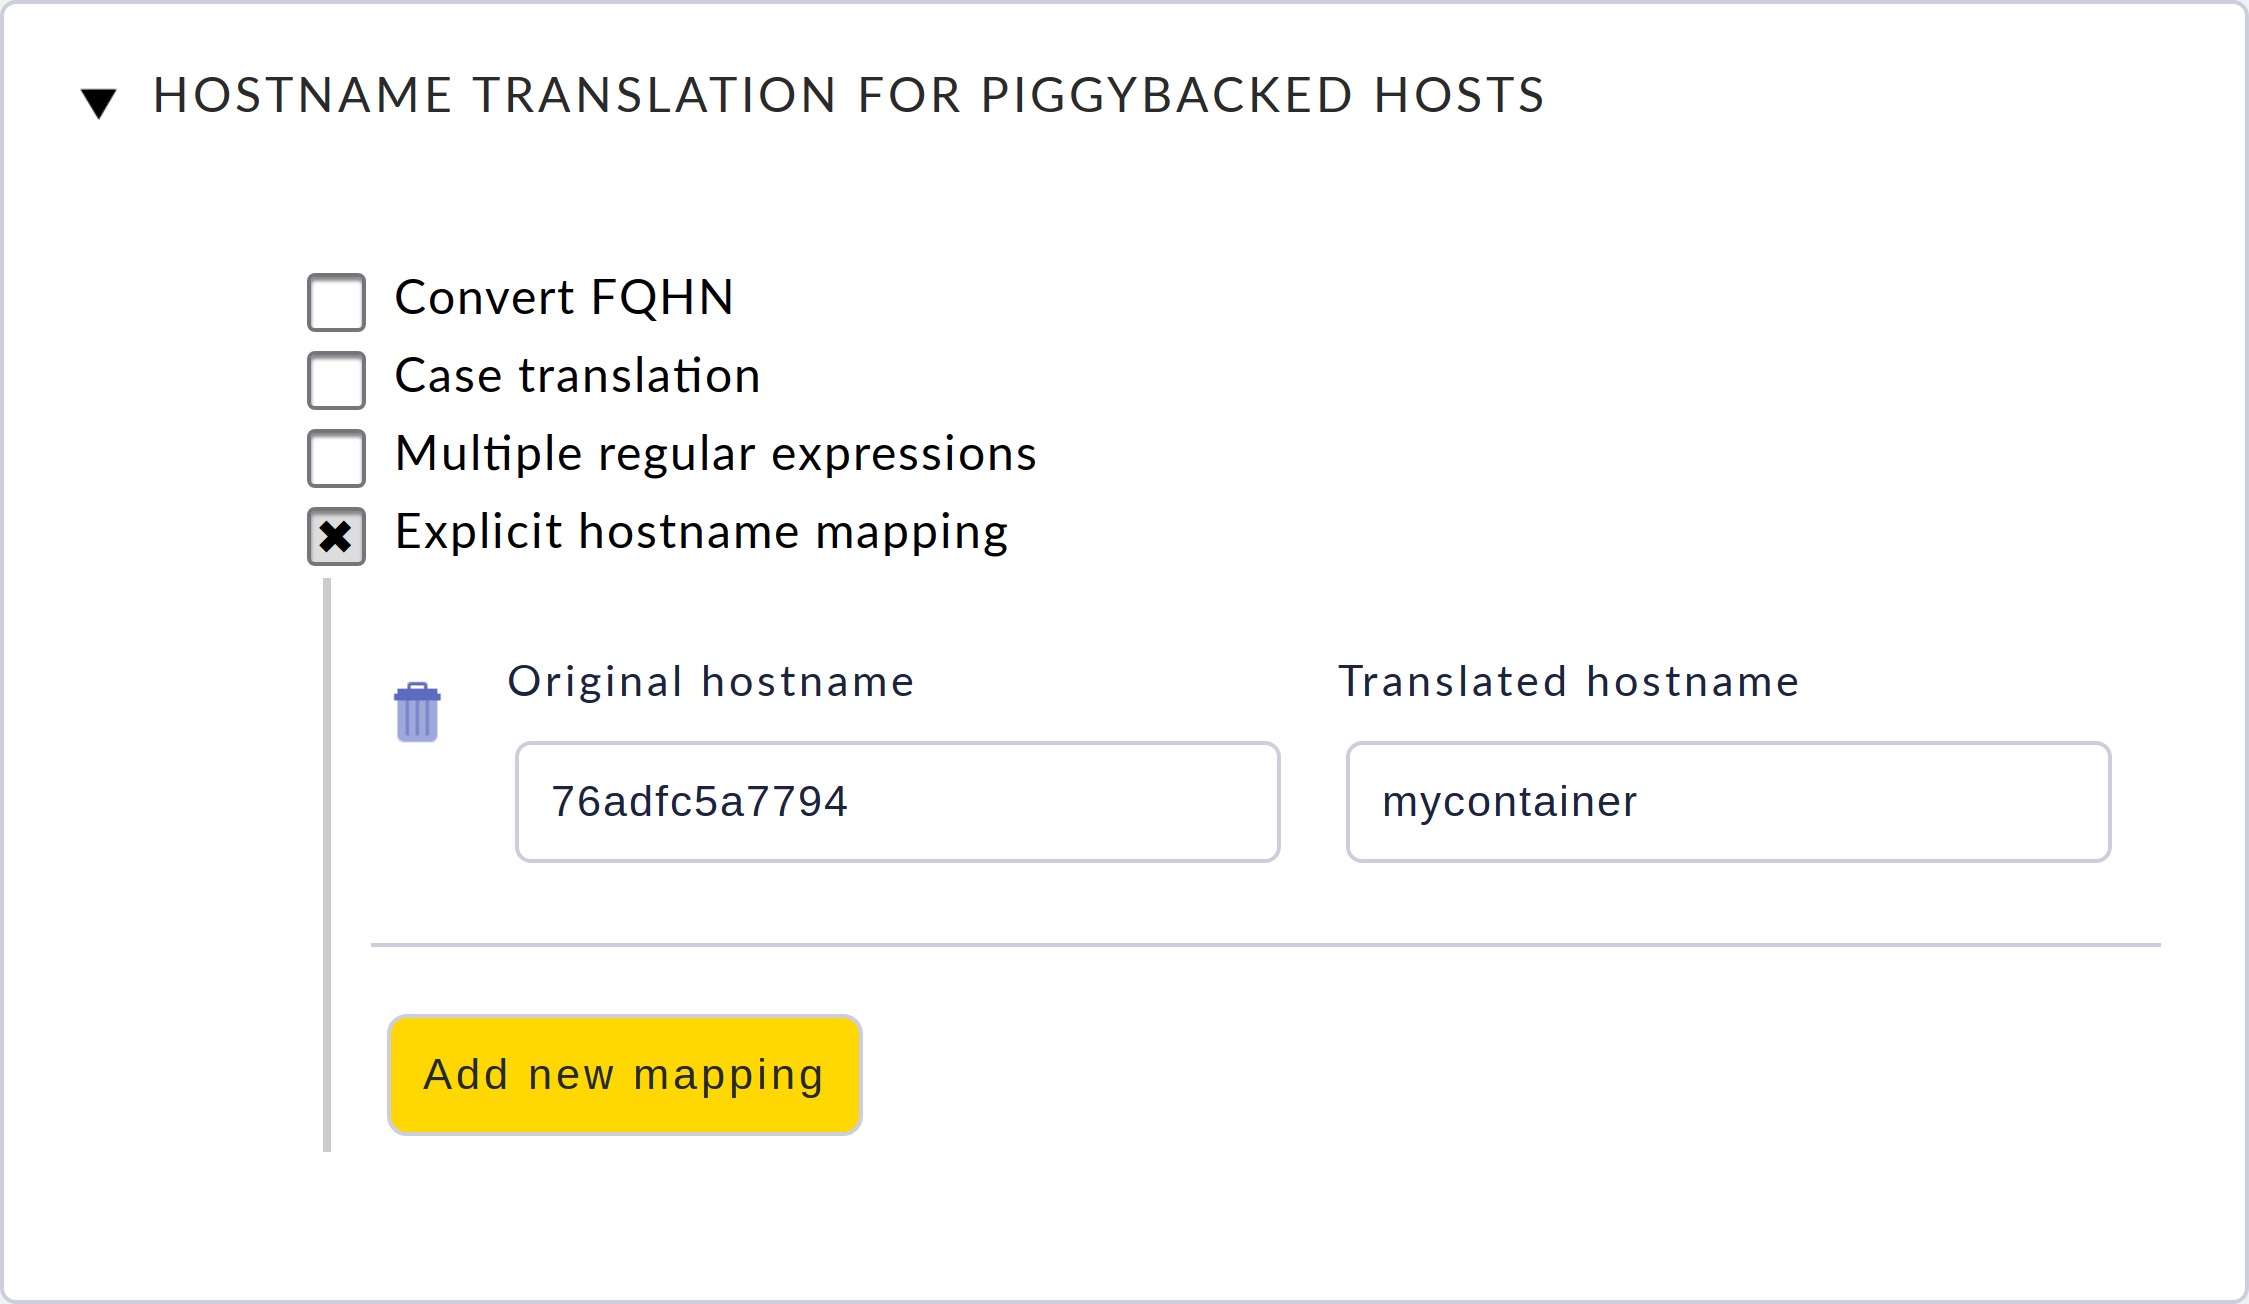 HOSTNAME TRANSLATION FOR PIGGYBACKED HOSTS
Convert FQHN
Case translation
Multiple regular expressions
Explicit hostname mapping
Original hostname
Translated hostname
76adfc5a7794
mycontainer
Add new mapping